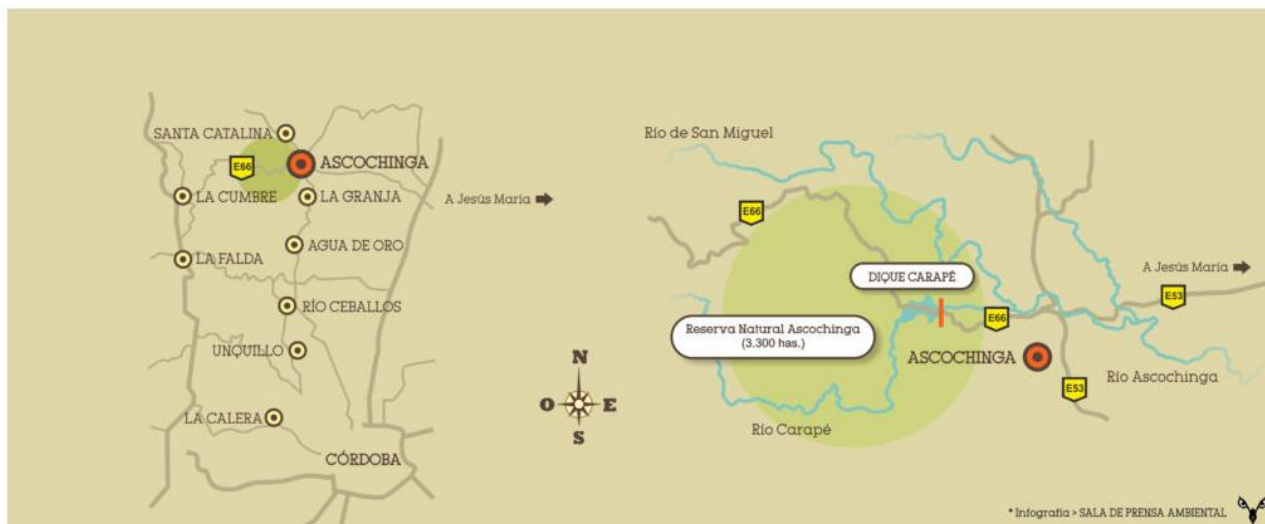 SANTA CATALINA
E66
ASCOCHINGA
LA CUMBRE
LA GRANJA
A Jesús María
AGUA DE ORO
LA FALDA
RÍO CEBALLOS
UNQUILLO
LA CALERA
CÓRDOBA
N
O
E
S
Río de San Miguel
E66
DIQUE CARAPÉ
A Jesús María
E53
Reserva Natural Ascochinga
(3.300 has.)
E66
ASCOCHINGA
Río Ascochinga
E53
Río Carapé
* Infografía > SALA DE PRENSA AMBIENTAL